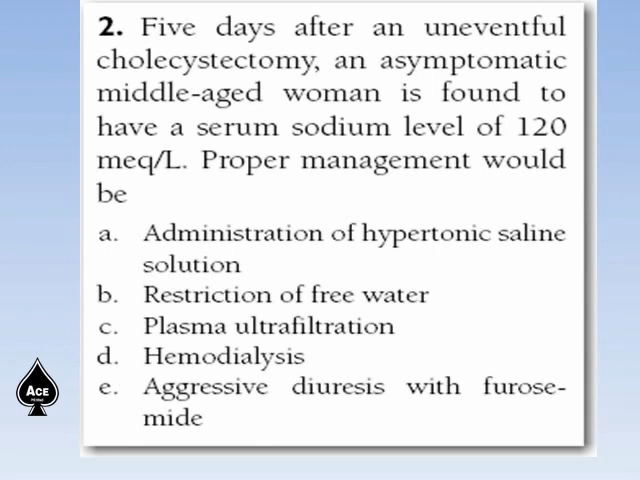 2. Five days after an uneventful
cholecystectomy, an asymptomatic
middle-aged woman is found to
have a serum sodium level of 120
meq/L. Proper management would
be
a. Administration of hypertonic saline
solution
b. Restriction of free water
c. Plasma ultrafiltration
d. Hemodialysis
e. Aggressive diuresis with furose-
mide
ACE